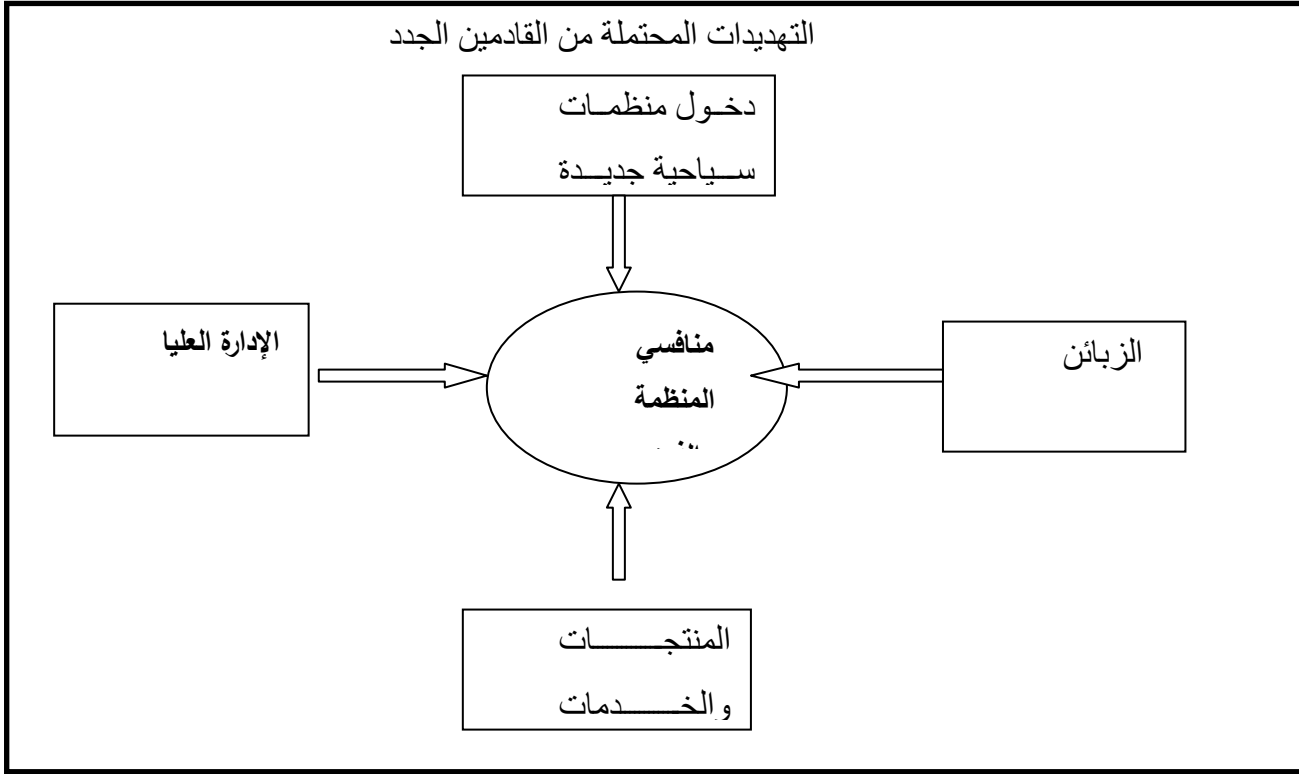 التهديدات المحتملة من القادمين الجدد
دخول منظمات
سياحية جديدة
الإدارة العليا
منافسي
المنظمة
الزبائن
المنتجات
والخدمات